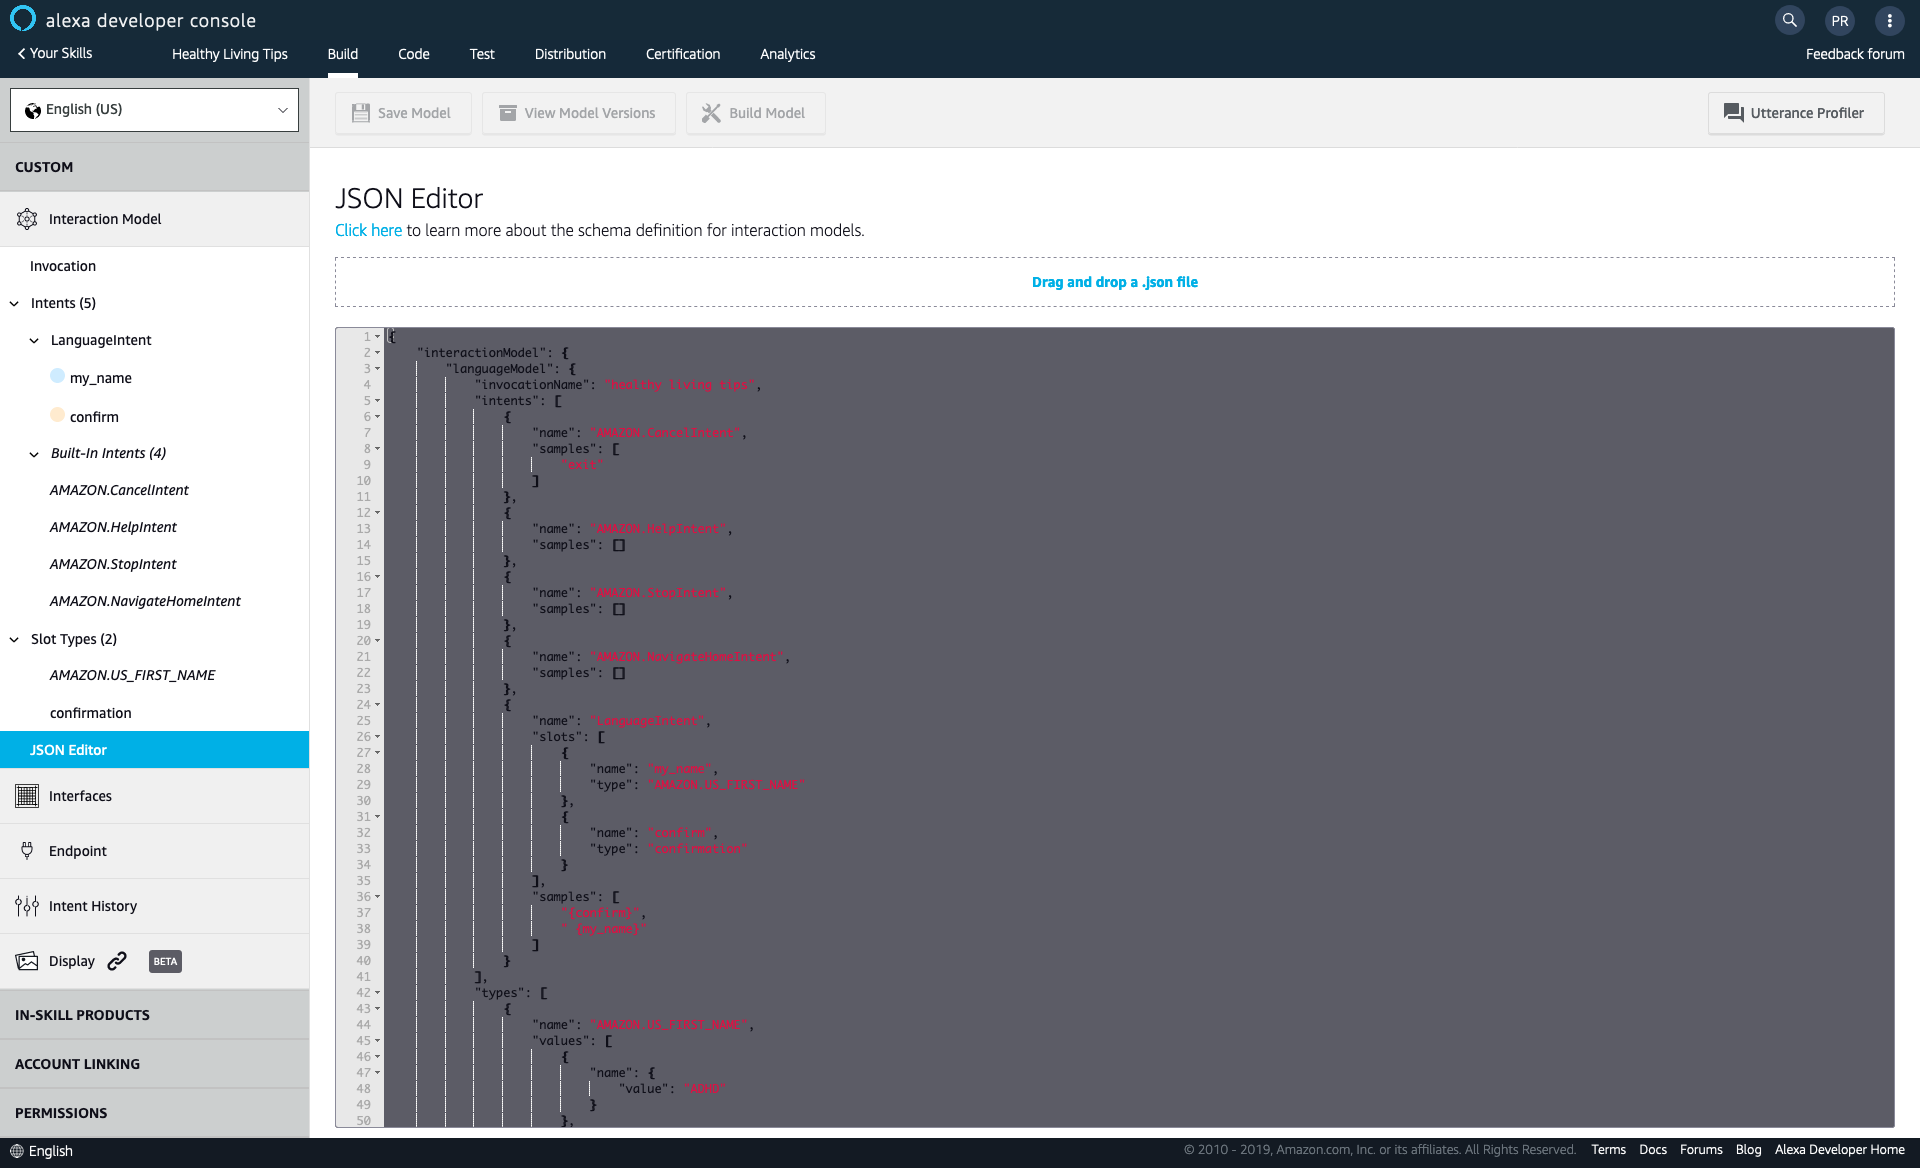 alexa developer console
PR
Your Skills
Healthy Living Tips
Build
Code
Test
Distribution
Certification
Analytics
Feedback forum
English (US)
Save Model
View Model Versions
Build Model
Utterance Profiler
CUSTOM
Interaction Model
Invocation
Intents (5)
LanguageIntent
my_name
confirm
Built-In Intents (4)
AMAZON.CancelIntent
AMAZON.HelpIntent
AMAZON.StopIntent
AMAZON.NavigateHomeIntent
Slot Types (2)
AMAZON.US_FIRST_NAME
confirmation
JSON Editor
Interfaces
Endpoint
Intent History
Display
BETA
IN-SKILL PRODUCTS
ACCOUNT LINKING
PERMISSIONS
JSON Editor
Click here to learn more about the schema definition for interaction models.
Drag and drop a .json file
1 {
2 "interactionModel": {
3 "languageModel": {
4 "invocationName": "healthy living tips",
5 "intents": [
6 {
7 "name": "AMAZON.CancelIntent",
8 "samples": [
9 "exit"
10 ]
11 },
12 {
13 "name": "AMAZON.HelpIntent",
14 "samples": []
15 },
16 {
17 "name": "AMAZON.StopIntent",
18 "samples": []
19 },
20 {
21 "name": "AMAZON.NavigateHomeIntent",
22 "samples": []
23 },
24 {
25 "name": "LanguageIntent",
26 "slots": [
27 {
28 "name": "my_name",
29 "type": "AMAZON.US_FIRST_NAME"
30 },
31 {
32 "name": "confirm",
33 "type": "confirmation"
34 }
35 ],
36 "samples": [
37 "{confirm}",
38 " {my_name}"
39 ]
40 }
41 ],
42 "types": [
43 {
44 "name": "AMAZON.US_FIRST_NAME",
45 "values": [
46 {
47 "name": {
48 "value": "ADHD"
49 }
50 },
English
© 2010 - 2019, Amazon.com, Inc. or its affiliates. All Rights Reserved.
Terms
Docs
Forums
Blog
Alexa Developer Home